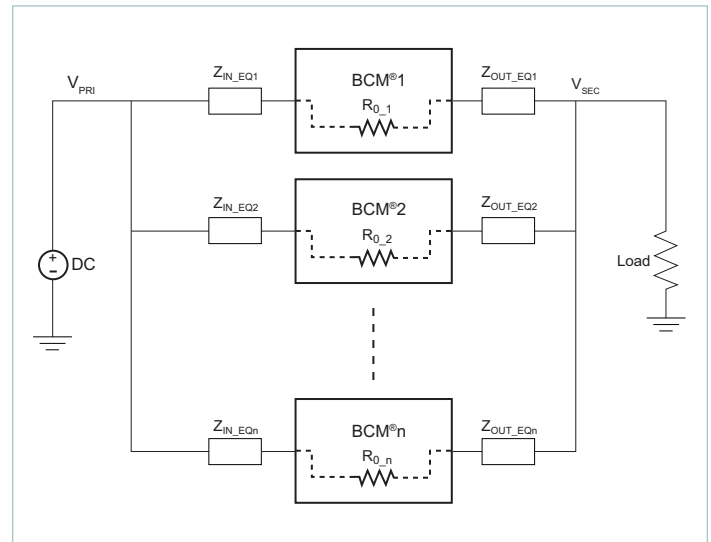 V_PRI
Z_IN_EQ1
BCM®1
R_0_1
Z_OUT_EQ1
V_SEC
Z_IN_EQ2
BCM®2
R_0_2
Z_OUT_EQ2
+
-
DC
Load
Z_IN_EQn
BCM®n
R_0_n
Z_OUT_EQn